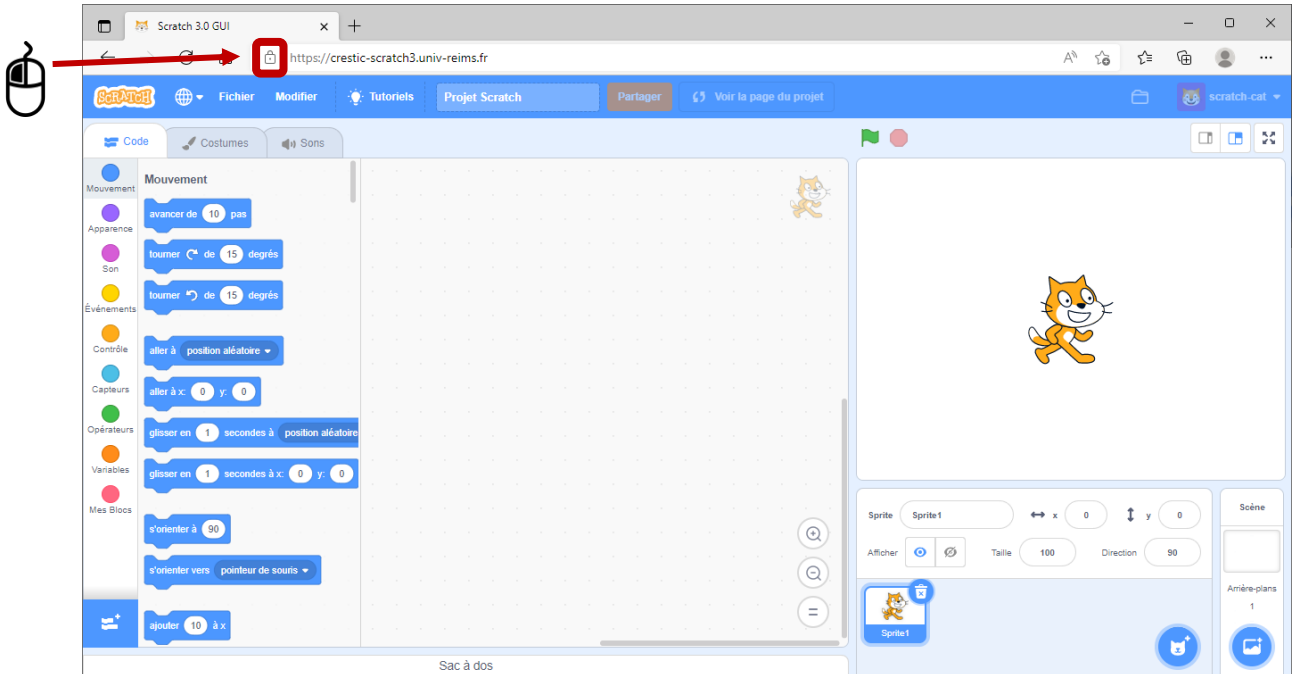 Scratch 3.0 GUI
https://crestic-scratch3.univ-reims.fr
SCRATCH Fichier Modifier Tutoriels Projet Scratch Partager Voir la page du projet scratch-cat
Code Costumes Sons
Mouvement
Apparence
Son
Événements
Contrôle
Capteurs
Opérateurs
Variables
Mes Blocs
Mouvement
avancer de 10 pas
tourner de 15 degrés
tourner de 15 degrés
aller à position aléatoire
aller à x: 0 y: 0
glisser en 1 secondes à position aléatoire
glisser en 1 secondes à x: 0 y: 0
s'orienter à 90
s'orienter vers pointeur de souris
ajouter 10 à x
Sac à dos
Sprite Sprite1 x 0 y 0
Afficher Taille 100 Direction 90
Sprite1
Scène
Arrière-plans
1